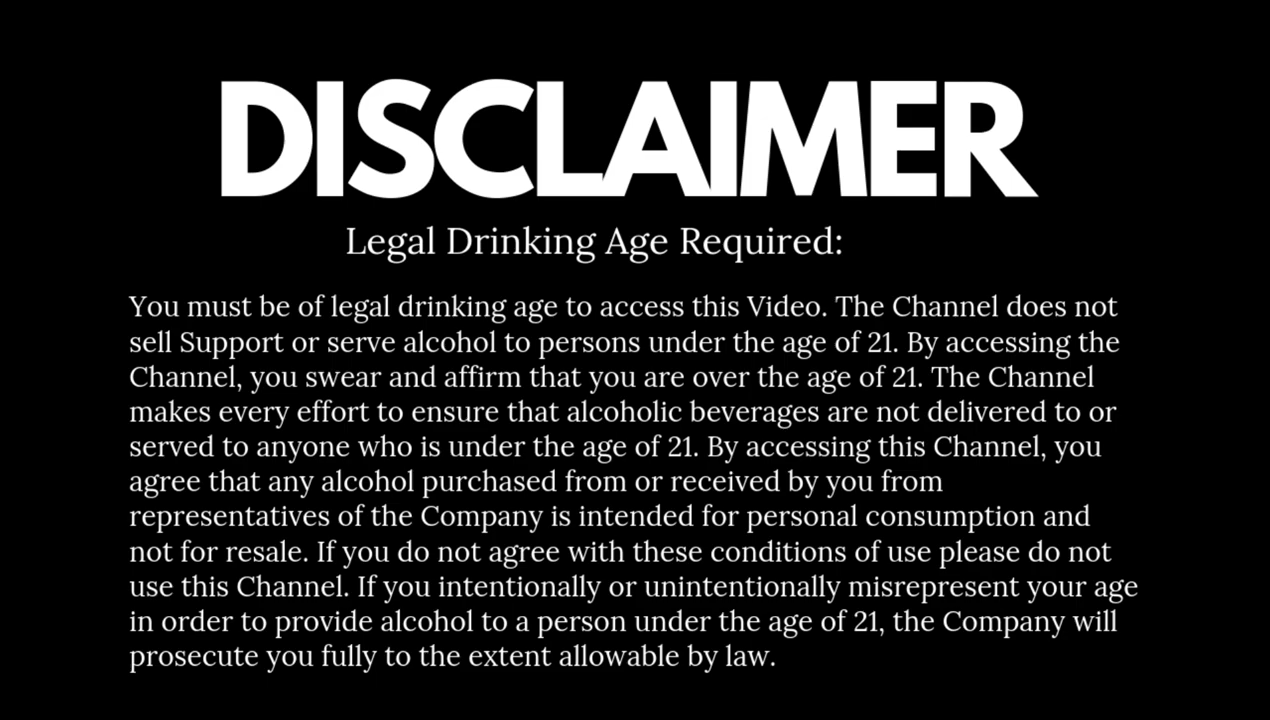 DISCLAIMER
Legal Drinking Age Required:
You must be of legal drinking age to access this Video. The Channel does not
sell Support or serve alcohol to persons under the age of 21. By accessing the
Channel, you swear and affirm that you are over the age of 21. The Channel
makes every effort to ensure that alcoholic beverages are not delivered to or
served to anyone who is under the age of 21. By accessing this Channel, you
agree that any alcohol purchased from or received by you from
representatives of the Company is intended for personal consumption and
not for resale. If you do not agree with these conditions of use please do not
use this Channel. If you intentionally or unintentionally misrepresent your age
in order to provide alcohol to a person under the age of 21, the Company will
prosecute you fully to the extent allowable by law.